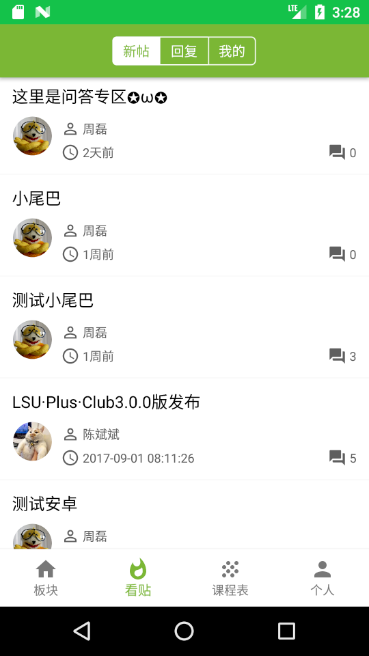 LTE 3:28
新帖 回复 我的
这里是问答专区✪ω✪
周磊
2天前 0
小尾巴
周磊
1周前 0
测试小尾巴
周磊
1周前 3
LSU·Plus·Club3.0.0版发布
陈斌斌
2017-09-01 08:11:26 5
测试安卓
周磊
板块 看贴 课程表 个人